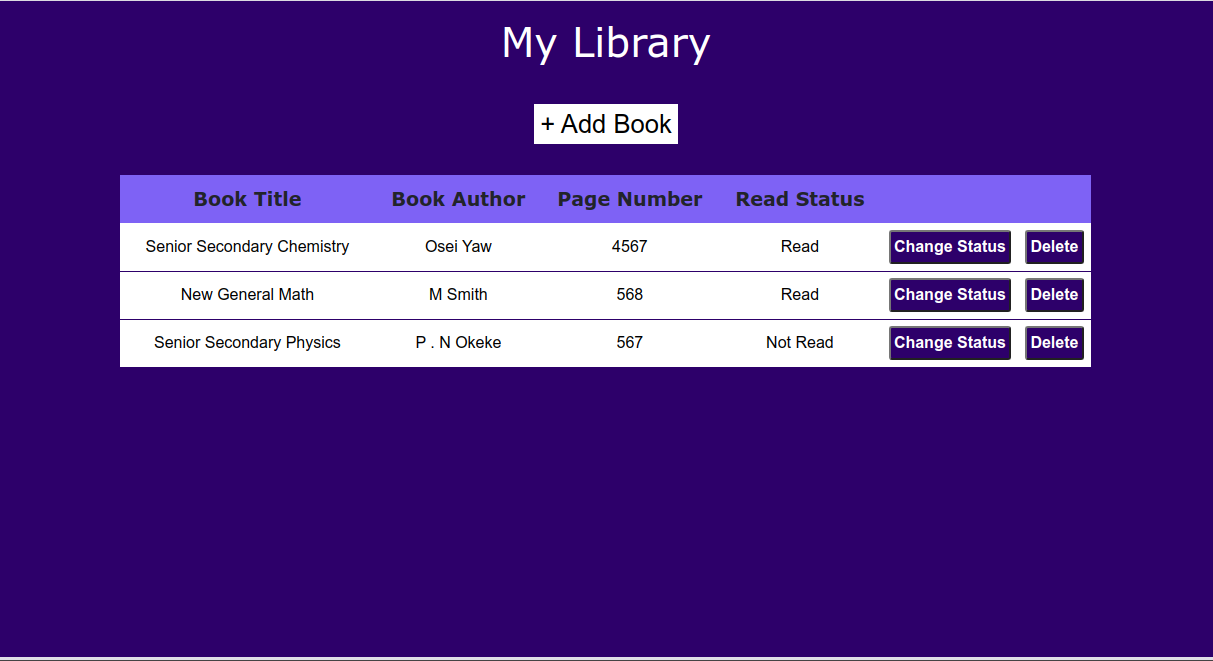 My Library
+ Add Book
Book Title Book Author Page Number Read Status
Senior Secondary Chemistry Osei Yaw 4567 Read Change Status Delete
New General Math M Smith 568 Read Change Status Delete
Senior Secondary Physics P . N Okeke 567 Not Read Change Status Delete